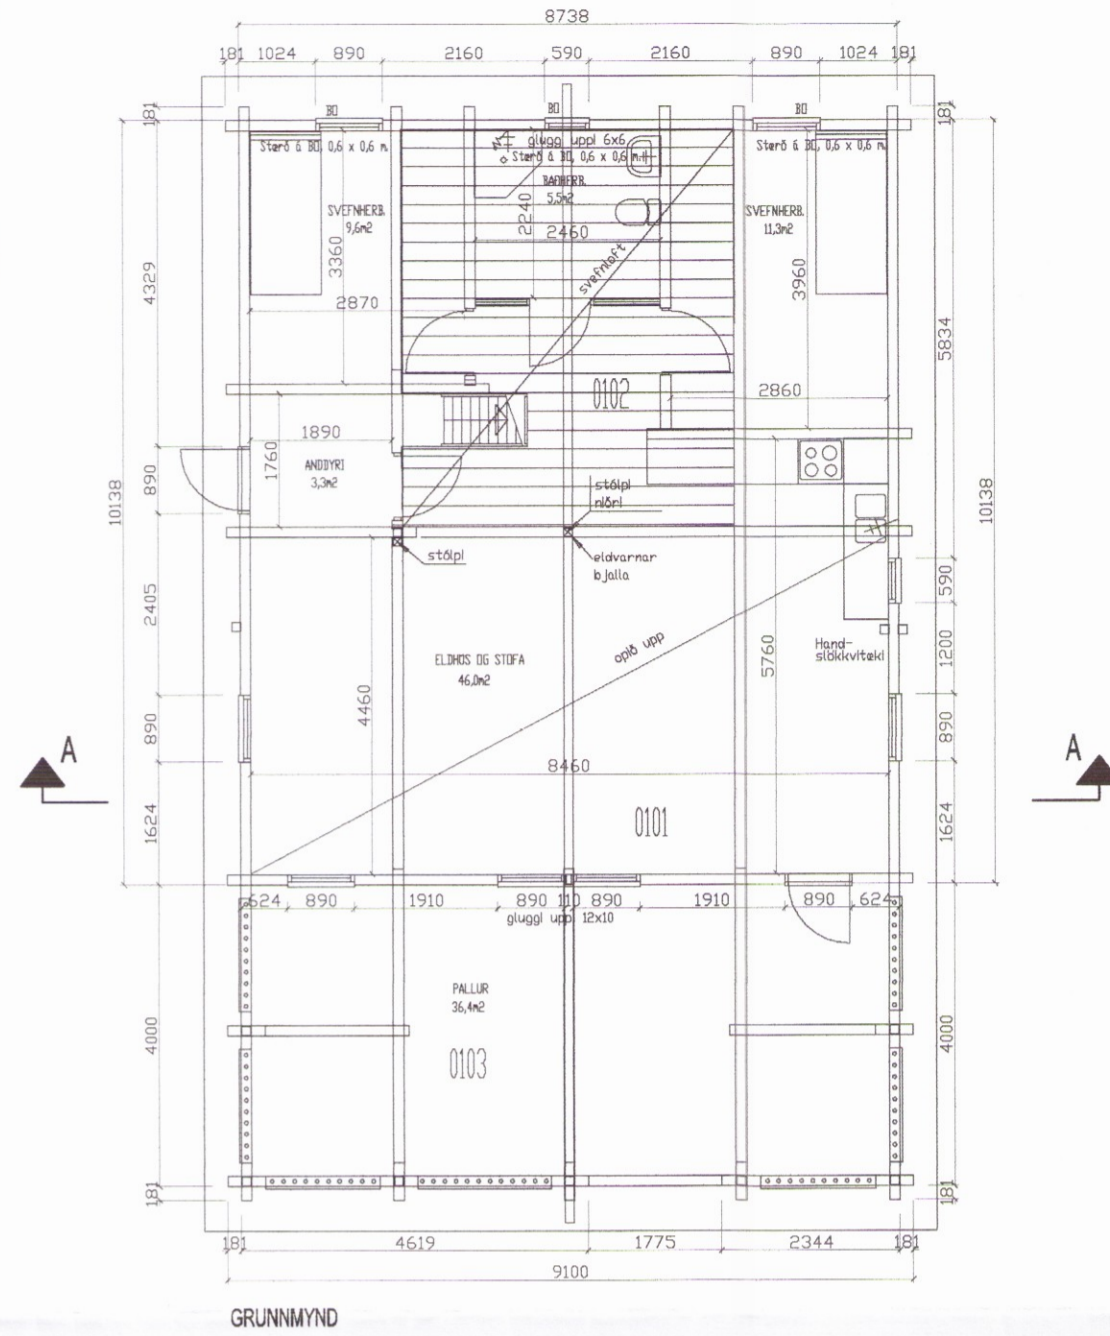 8738
181 1024 890 2160 590 2160 890 1024 181
BO BO BO
181
181
Stærð á BO, 0,6 x 0,6 m.
gluggi uppi 6x6
Stærð á BO, 0,6 x 0,6 m.
Stærð á BO, 0,6 x 0,6 m.
BAÐHERB.
5,5m2
SVEFNHERB.
9,6m2
SVEFNHERB.
11,3m2
2240
2460
3360
3960
svefnloft
4329
2870
5834
0102
2860
1890
1760
ANDDYRI
3,3m2
890
10138
10138
stólpi
niðri
stólpi
eldvarnar
bjalla
590
2405
opið upp
Hand-
slökkvitæki
1200
5760
ELDHÚS OG STOFA
46,0m2
4460
890
890
A
A
8460
1624
1624
0101
624 890 1910 890 110 890 1910 890 624
gluggi uppi 12x10
PALLUR
36,4m2
4000
4000
0103
181
181
181 4619 1775 2344 181
9100
GRUNNMYND